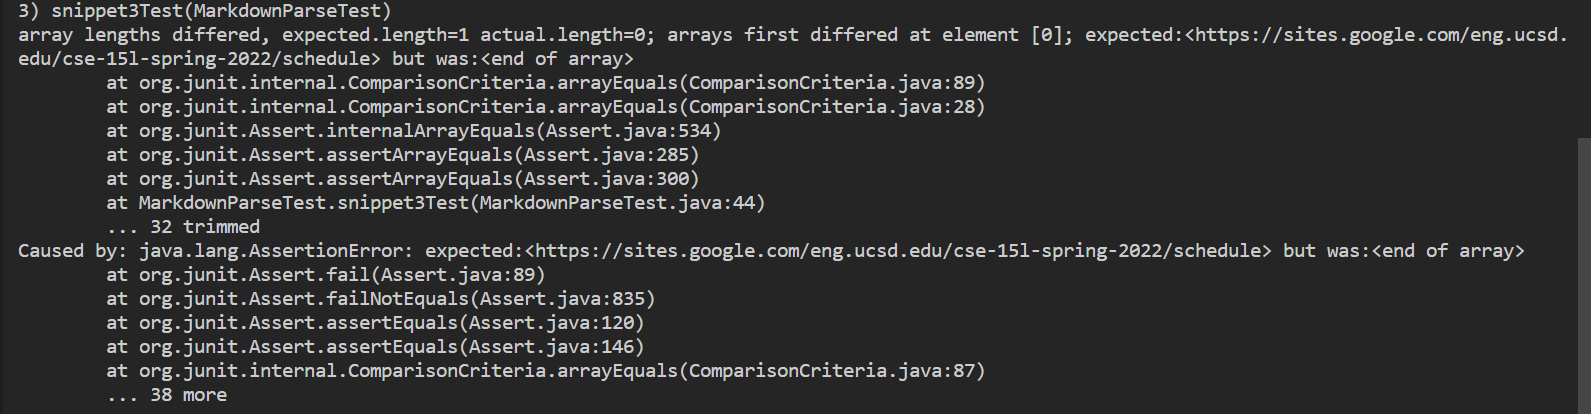 3) snippet3Test(MarkdownParseTest)
array lengths differed, expected.length=1 actual.length=0; arrays first differed at element [0]; expected:<https://sites.google.com/eng.ucsd.
edu/cse-15l-spring-2022/schedule> but was:<end of array>
at org.junit.internal.ComparisonCriteria.arrayEquals(ComparisonCriteria.java:89)
at org.junit.internal.ComparisonCriteria.arrayEquals(ComparisonCriteria.java:28)
at org.junit.Assert.internalArrayEquals(Assert.java:534)
at org.junit.Assert.assertArrayEquals(Assert.java:285)
at org.junit.Assert.assertArrayEquals(Assert.java:300)
at MarkdownParseTest.snippet3Test(MarkdownParseTest.java:44)
... 32 trimmed
Caused by: java.lang.AssertionError: expected:<https://sites.google.com/eng.ucsd.edu/cse-15l-spring-2022/schedule> but was:<end of array>
at org.junit.Assert.fail(Assert.java:89)
at org.junit.Assert.failNotEquals(Assert.java:835)
at org.junit.Assert.assertEquals(Assert.java:120)
at org.junit.Assert.assertEquals(Assert.java:146)
at org.junit.internal.ComparisonCriteria.arrayEquals(ComparisonCriteria.java:87)
... 38 more